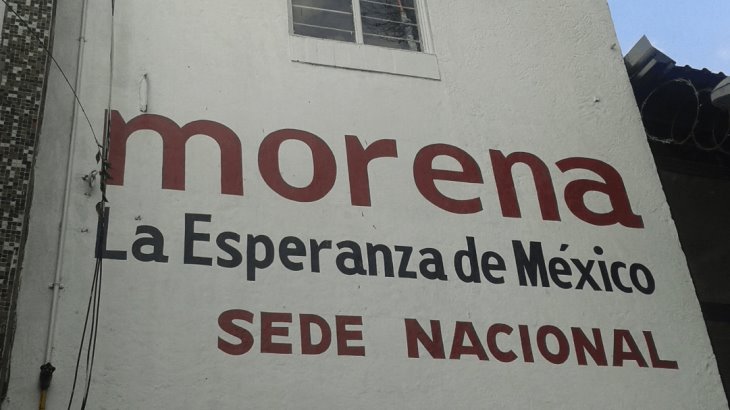 morena
La Esperanza de México
SEDE NACIONAL